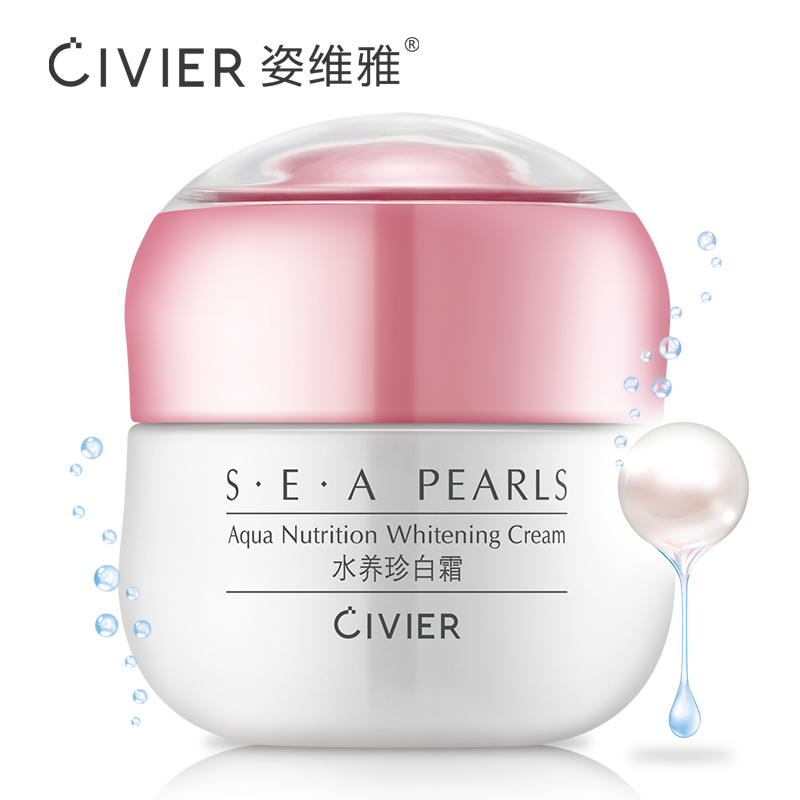 CIVIER 姿维雅®
S·E·A PEARLS
Aqua Nutrition Whitening Cream
水养珍白霜
CIVIER